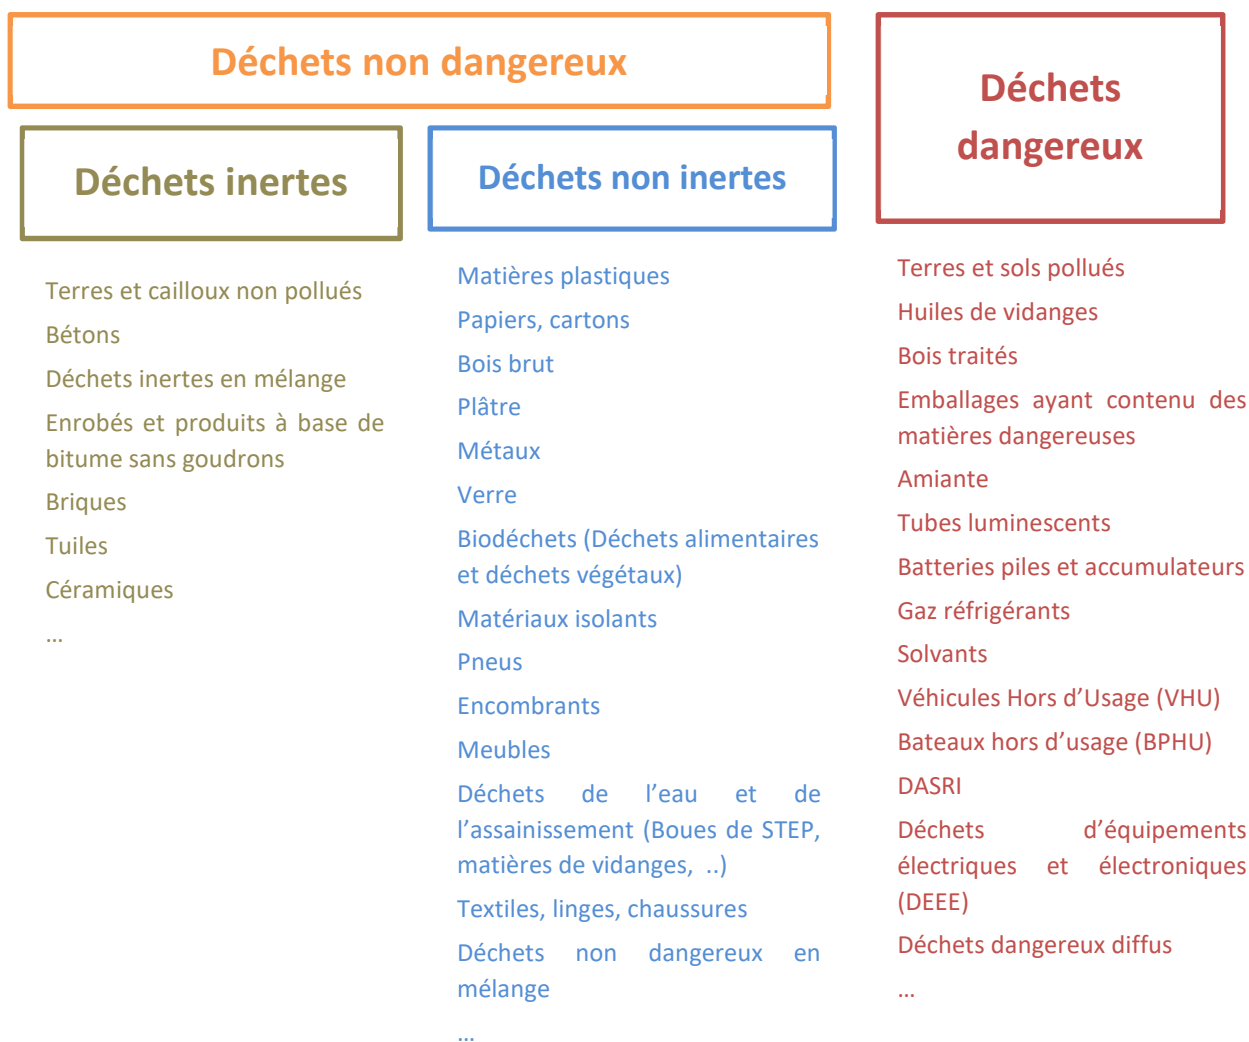 Déchets non dangereux
Déchets inertes
Terres et cailloux non pollués
Bétons
Déchets inertes en mélange
Enrobés et produits à base de
bitume sans goudrons
Briques
Tuiles
Céramiques
…
Déchets non inertes
Matières plastiques
Papiers, cartons
Bois brut
Plâtre
Métaux
Verre
Biodéchets (Déchets alimentaires
et déchets végétaux)
Matériaux isolants
Pneus
Encombrants
Meubles
Déchets de l’eau et de
l’assainissement (Boues de STEP,
matières de vidanges, ..)
Textiles, linges, chaussures
Déchets non dangereux en
mélange
…
Déchets
dangereux
Terres et sols pollués
Huiles de vidanges
Bois traités
Emballages ayant contenu des
matières dangereuses
Amiante
Tubes luminescents
Batteries piles et accumulateurs
Gaz réfrigérants
Solvants
Véhicules Hors d’Usage (VHU)
Bateaux hors d’usage (BPHU)
DASRI
Déchets d’équipements
électriques et électroniques
(DEEE)
Déchets dangereux diffus
…